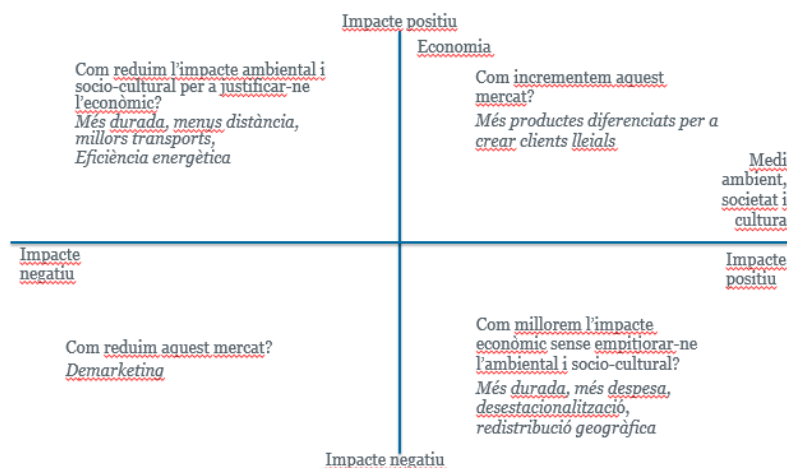 Impacte positiu
Economia
Com reduim l'impacte ambiental i
socio-cultural per a justificar-ne
l'econòmic?
Més durada, menys distància,
millors transports,
Eficiència energètica
Com incrementem aquest
mercat?
Més productes diferenciats per a
crear clients lleials
Medi
ambient,
societat i
cultura
Impacte
negatiu
Impacte
positiu
Com reduim aquest mercat?
Demarketing
Com millorem l'impacte
econòmic sense empitiorar-ne
l'ambiental i socio-cultural?
Més durada, més despesa,
desestacionalització,
redistribució geogràfica
Impacte negatiu